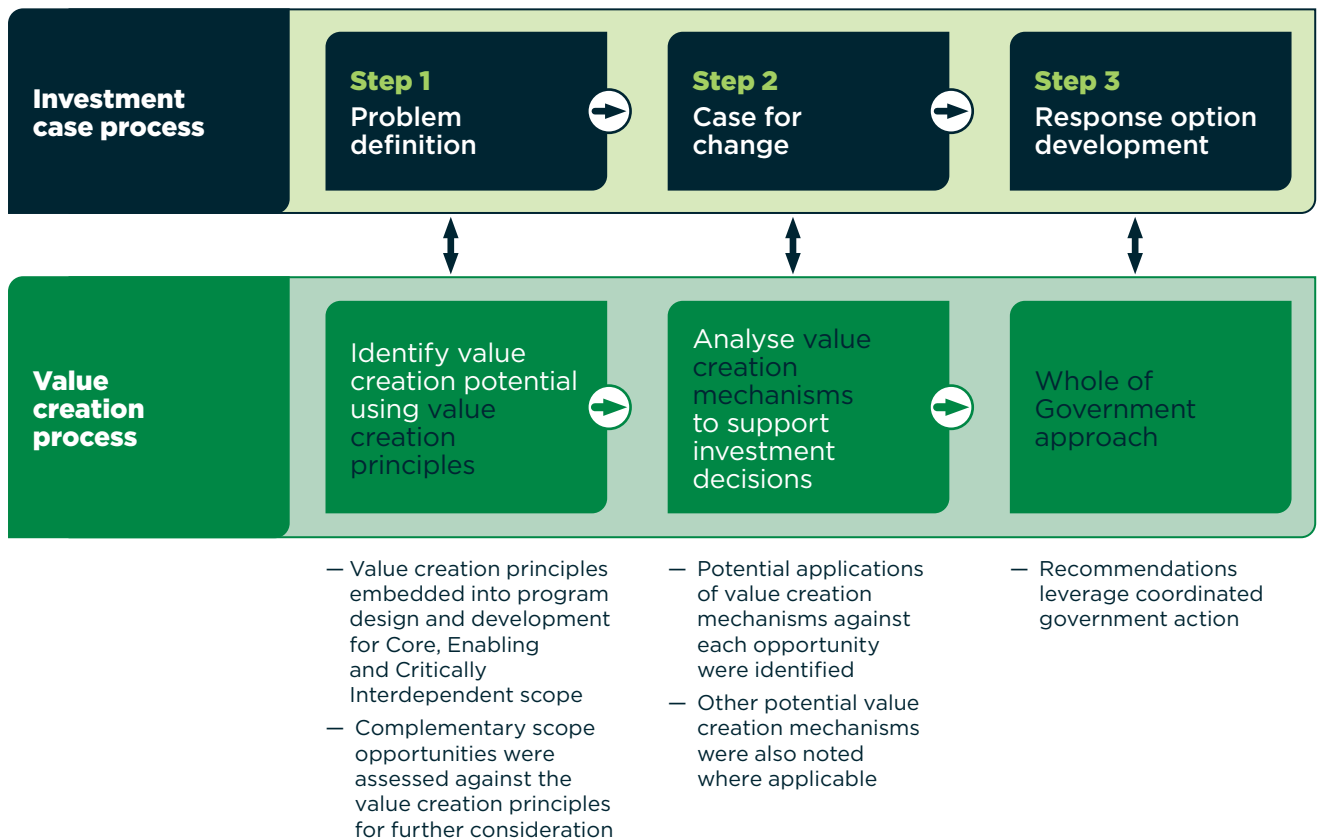 Investment
case process
Step 1
Problem
definition
Step 2
Case for
change
Step 3
Response option
development
Value
creation
process
Identify value
creation potential
using value
creation
principles
Analyse value
creation
mechanisms
to support
investment
decisions
Whole of
Government
approach
— Value creation principles
embedded into program
design and development
for Core, Enabling
and Critically
Interdependent scope
— Complementary scope
opportunities were
assessed against the
value creation principles
for further consideration
— Potential applications
of value creation
mechanisms against
each opportunity
were identified
— Other potential value
creation mechanisms
were also noted
where applicable
— Recommendations
leverage coordinated
government action